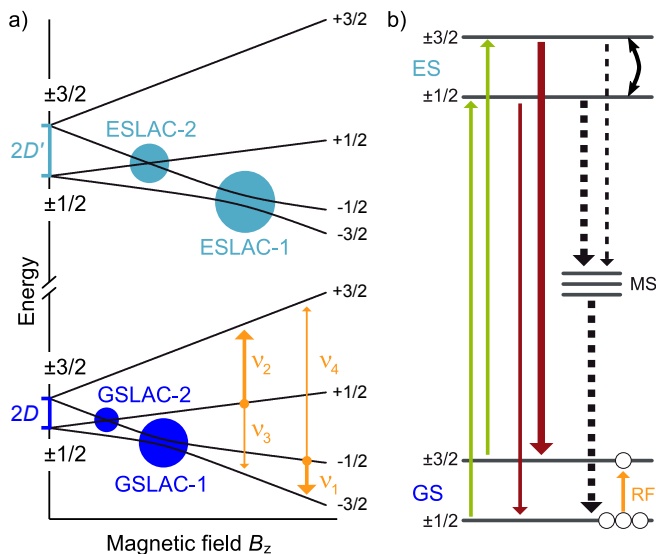 a)
+3/2
±3/2
ESLAC-2
+1/2
2D′
±1/2
-1/2
ESLAC-1
-3/2
Energy
+3/2
±3/2
ν2
ν4
GSLAC-2
+1/2
2D
ν3
±1/2
-1/2
GSLAC-1
ν1
-3/2
Magnetic field Bz
b)
±3/2
ES
±1/2
MS
±3/2
GS
RF
±1/2